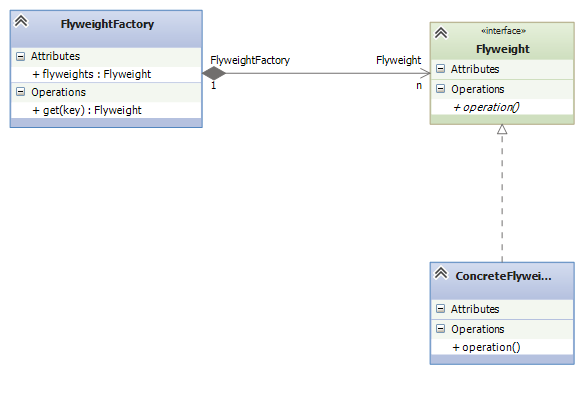 FlyweightFactory
Attributes
+ flyweights : Flyweight
Operations
+ get(key) : Flyweight
FlyweightFactory
1
Flyweight
n
«interface»
Flyweight
Attributes
Operations
+ operation()
ConcreteFlywei...
Attributes
Operations
+ operation()